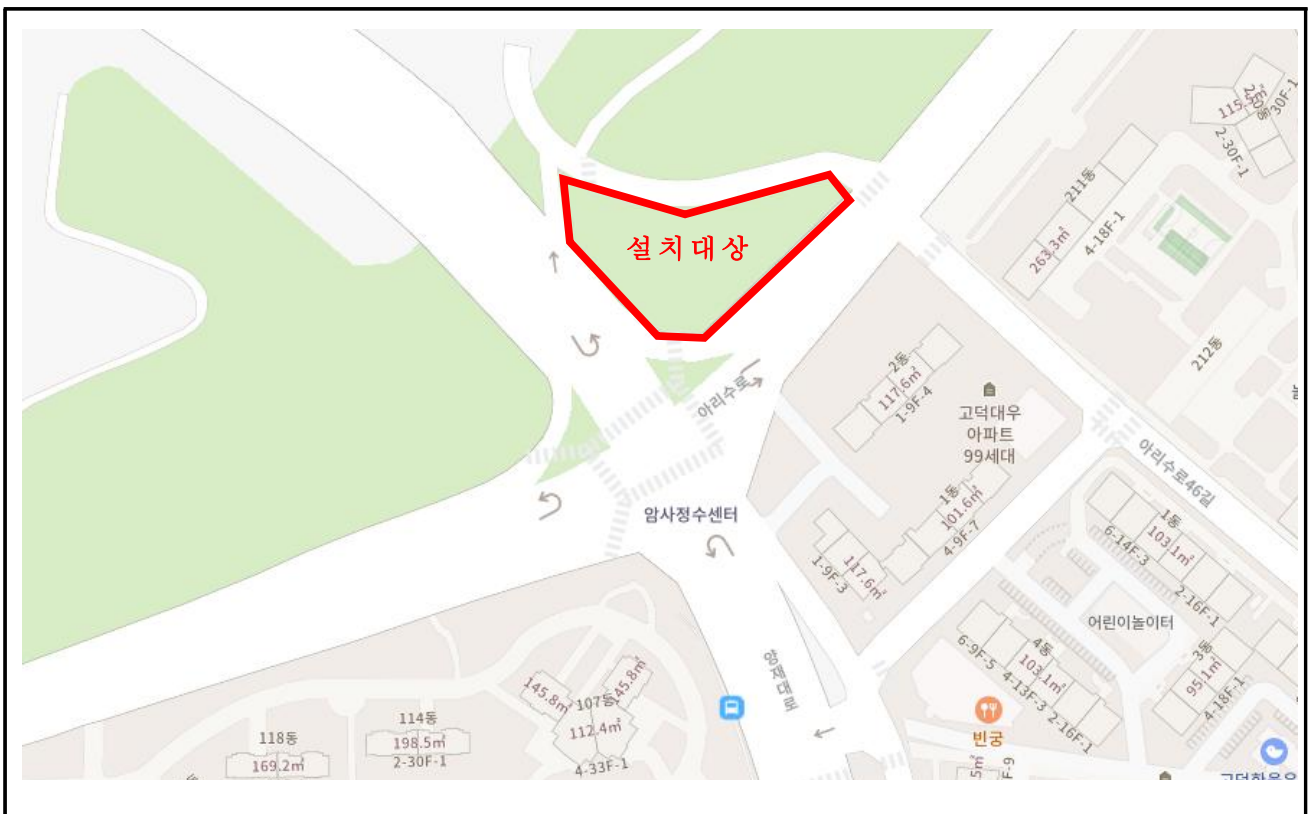 115.5㎡
30F-1
2-30F-1
211동
263.3㎡
4-18F-1
212동
설치대상
아리수로
2동
117.6㎡
1-9F-4
고덕대우
아파트
99세대
아리수로46길
1동
101.6㎡
4-9F-7
암사정수센터
117.6㎡
1-9F-3
1동
103.1㎡
6-14F-3
2-16F-1
어린이놀이터
4동
103.1㎡
6-9F-5
4-13F-3
2-16F-1
3동
95.1㎡
4-18F-1
양재대로
145.8㎡
107동
145.8㎡
112.4㎡
4-33F-1
114동
198.5㎡
2-30F-1
118동
169.2㎡
빈궁
5㎡
F-9